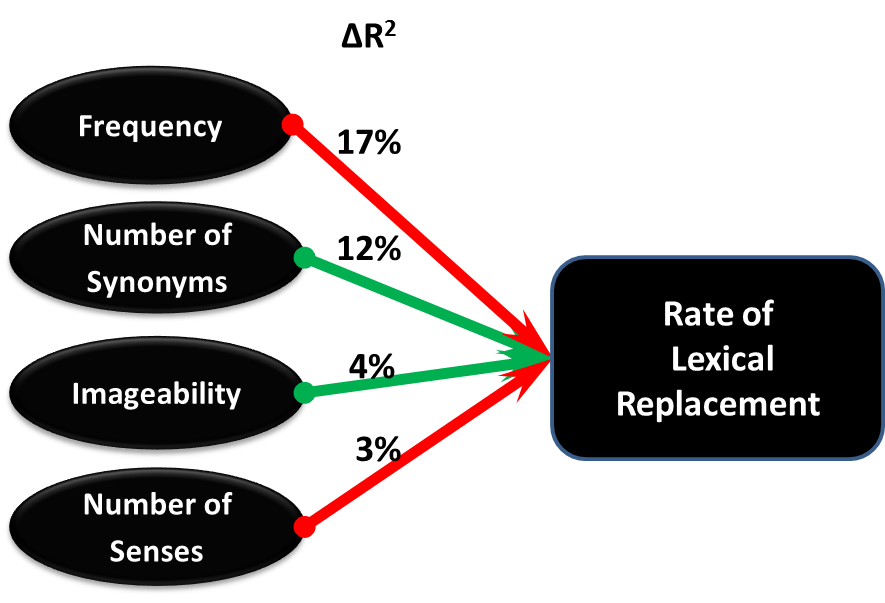 ΔR²
Frequency
17%
Number of
Synonyms
12%
Imageability
4%
Number of
Senses
3%
Rate of
Lexical
Replacement